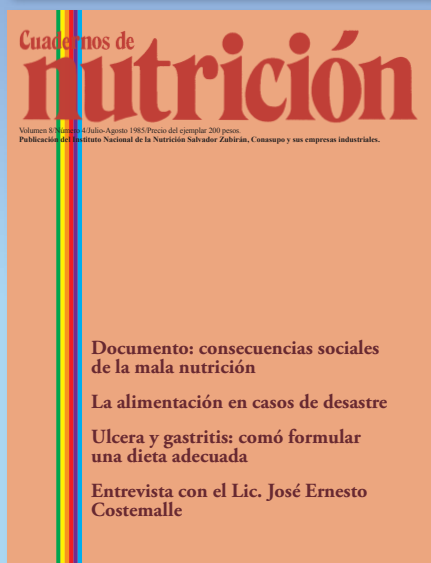 Cuadernos de
nutrición
Volumen 8/Número 4/Julio-Agosto 1985/Precio del ejemplar 200 pesos.
Publicación del Instituto Nacional de la Nutrición Salvador Zubirán, Conasupo y sus empresas industriales.
Documento: consecuencias sociales
de la mala nutrición
La alimentación en casos de desastre
Ulcera y gastritis: comó formular
una dieta adecuada
Entrevista con el Lic. José Ernesto
Costemalle